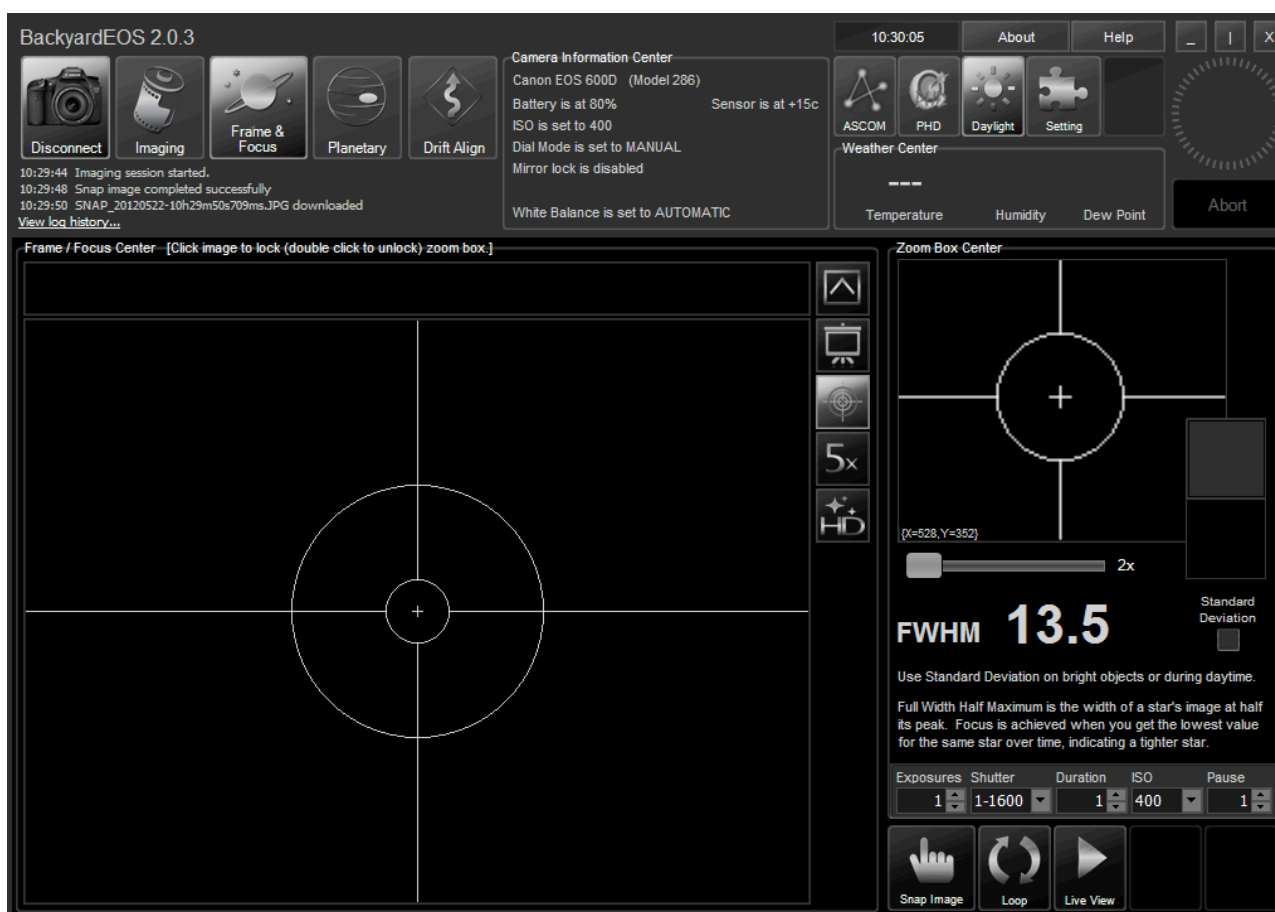 BackyardEOS 2.0.3
10:30:05
About
Help
_
|
X
Disconnect
Imaging
Frame &
Focus
Planetary
Drift Align
10:29:44 Imaging session started.
10:29:48 Snap image completed successfully
10:29:50 SNAP_20120522-10h29m50s709ms.JPG downloaded
View log history...
Camera Information Center
Canon EOS 600D (Model 286)
Battery is at 80% Sensor is at +15c
ISO is set to 400
Dial Mode is set to MANUAL
Mirror lock is disabled
White Balance is set to AUTOMATIC
ASCOM
PHD
Daylight
Setting
Weather Center
---
Temperature Humidity Dew Point
Abort
Frame / Focus Center [Click image to lock (double click to unlock) zoom box.]
5x
HD
Zoom Box Center
{X=528,Y=352}
2x
FWHM 13.5
Standard
Deviation
Use Standard Deviation on bright objects or during daytime.
Full Width Half Maximum is the width of a star's image at half
its peak. Focus is achieved when you get the lowest value
for the same star over time, indicating a tighter star.
Exposures Shutter Duration ISO Pause
1 1-1600 1 400 1
Snap Image
Loop
Live View